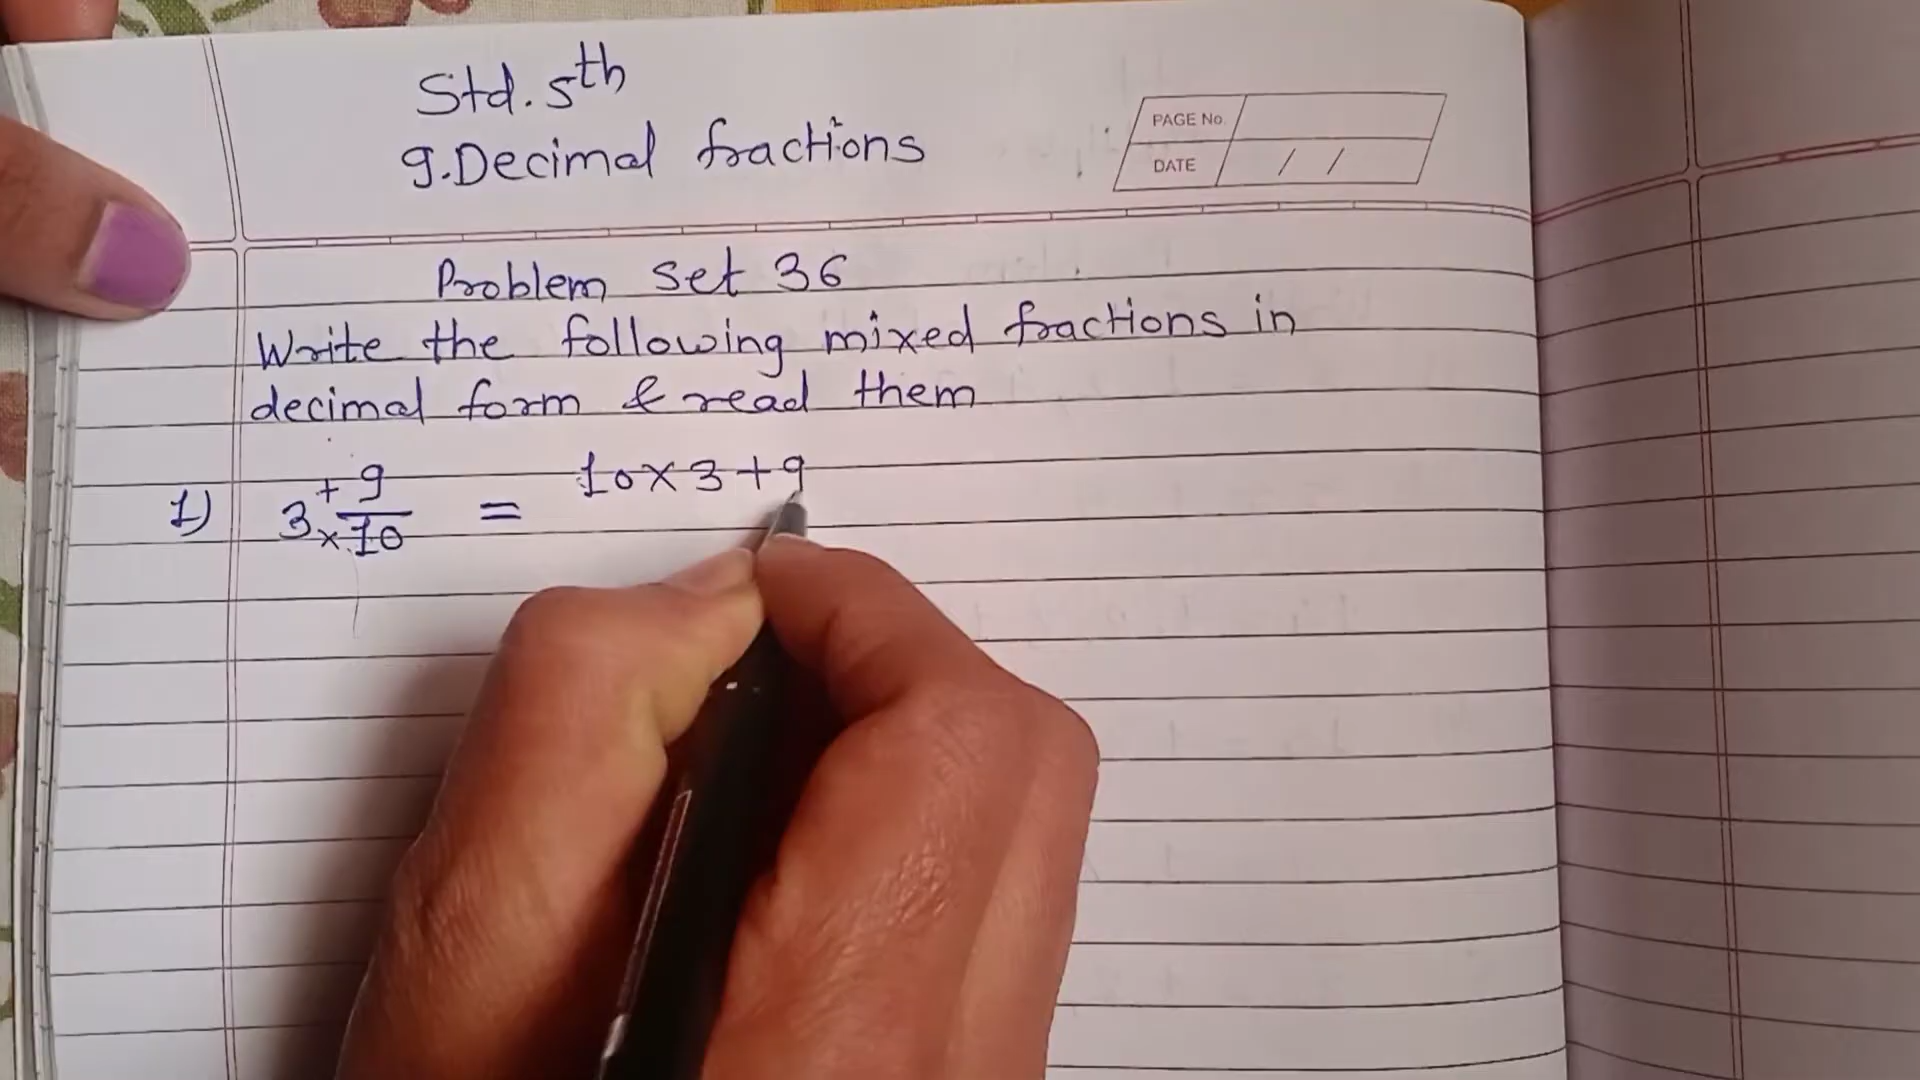 Std. 5th
9. Decimal fractions
PAGE No.
DATE / /
Problem set 36
Write the following mixed fractions in
decimal form & read them
1) 3 + 9 / × 10 = 10 × 3 + 9